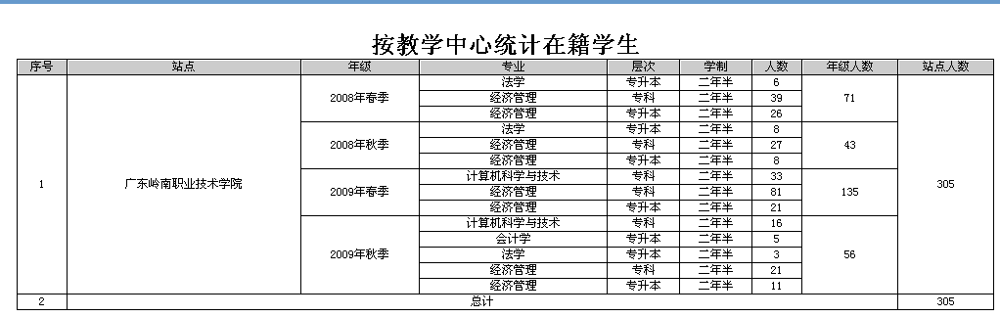 按教学中心统计在籍学生
序号 站点 年级 专业 层次 学制 人数 年级人数 站点人数
法学 专升本 二年半 6
2008年春季 经济管理 专科 二年半 39 71
经济管理 专升本 二年半 26
法学 专升本 二年半 8
2008年秋季 经济管理 专科 二年半 27 43
经济管理 专升本 二年半 8
计算机科学与技术 专科 二年半 33
1 广东岭南职业技术学院 305
2009年春季 经济管理 专科 二年半 81 135
经济管理 专升本 二年半 21
计算机科学与技术 专科 二年半 16
会计学 专升本 二年半 5
2009年秋季 法学 专升本 二年半 3 56
经济管理 专科 二年半 21
经济管理 专升本 二年半 11
2 总计 305